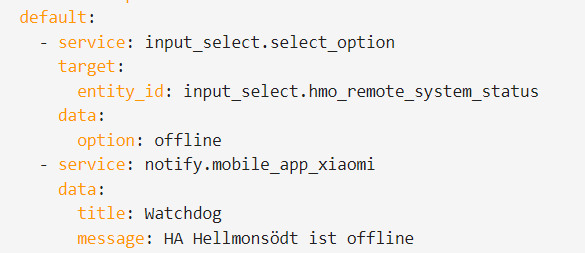 default:
- service: input_select.select_option
target:
entity_id: input_select.hmo_remote_system_status
data:
option: offline
- service: notify.mobile_app_xiaomi
data:
title: Watchdog
message: HA Hellmonsödt ist offline